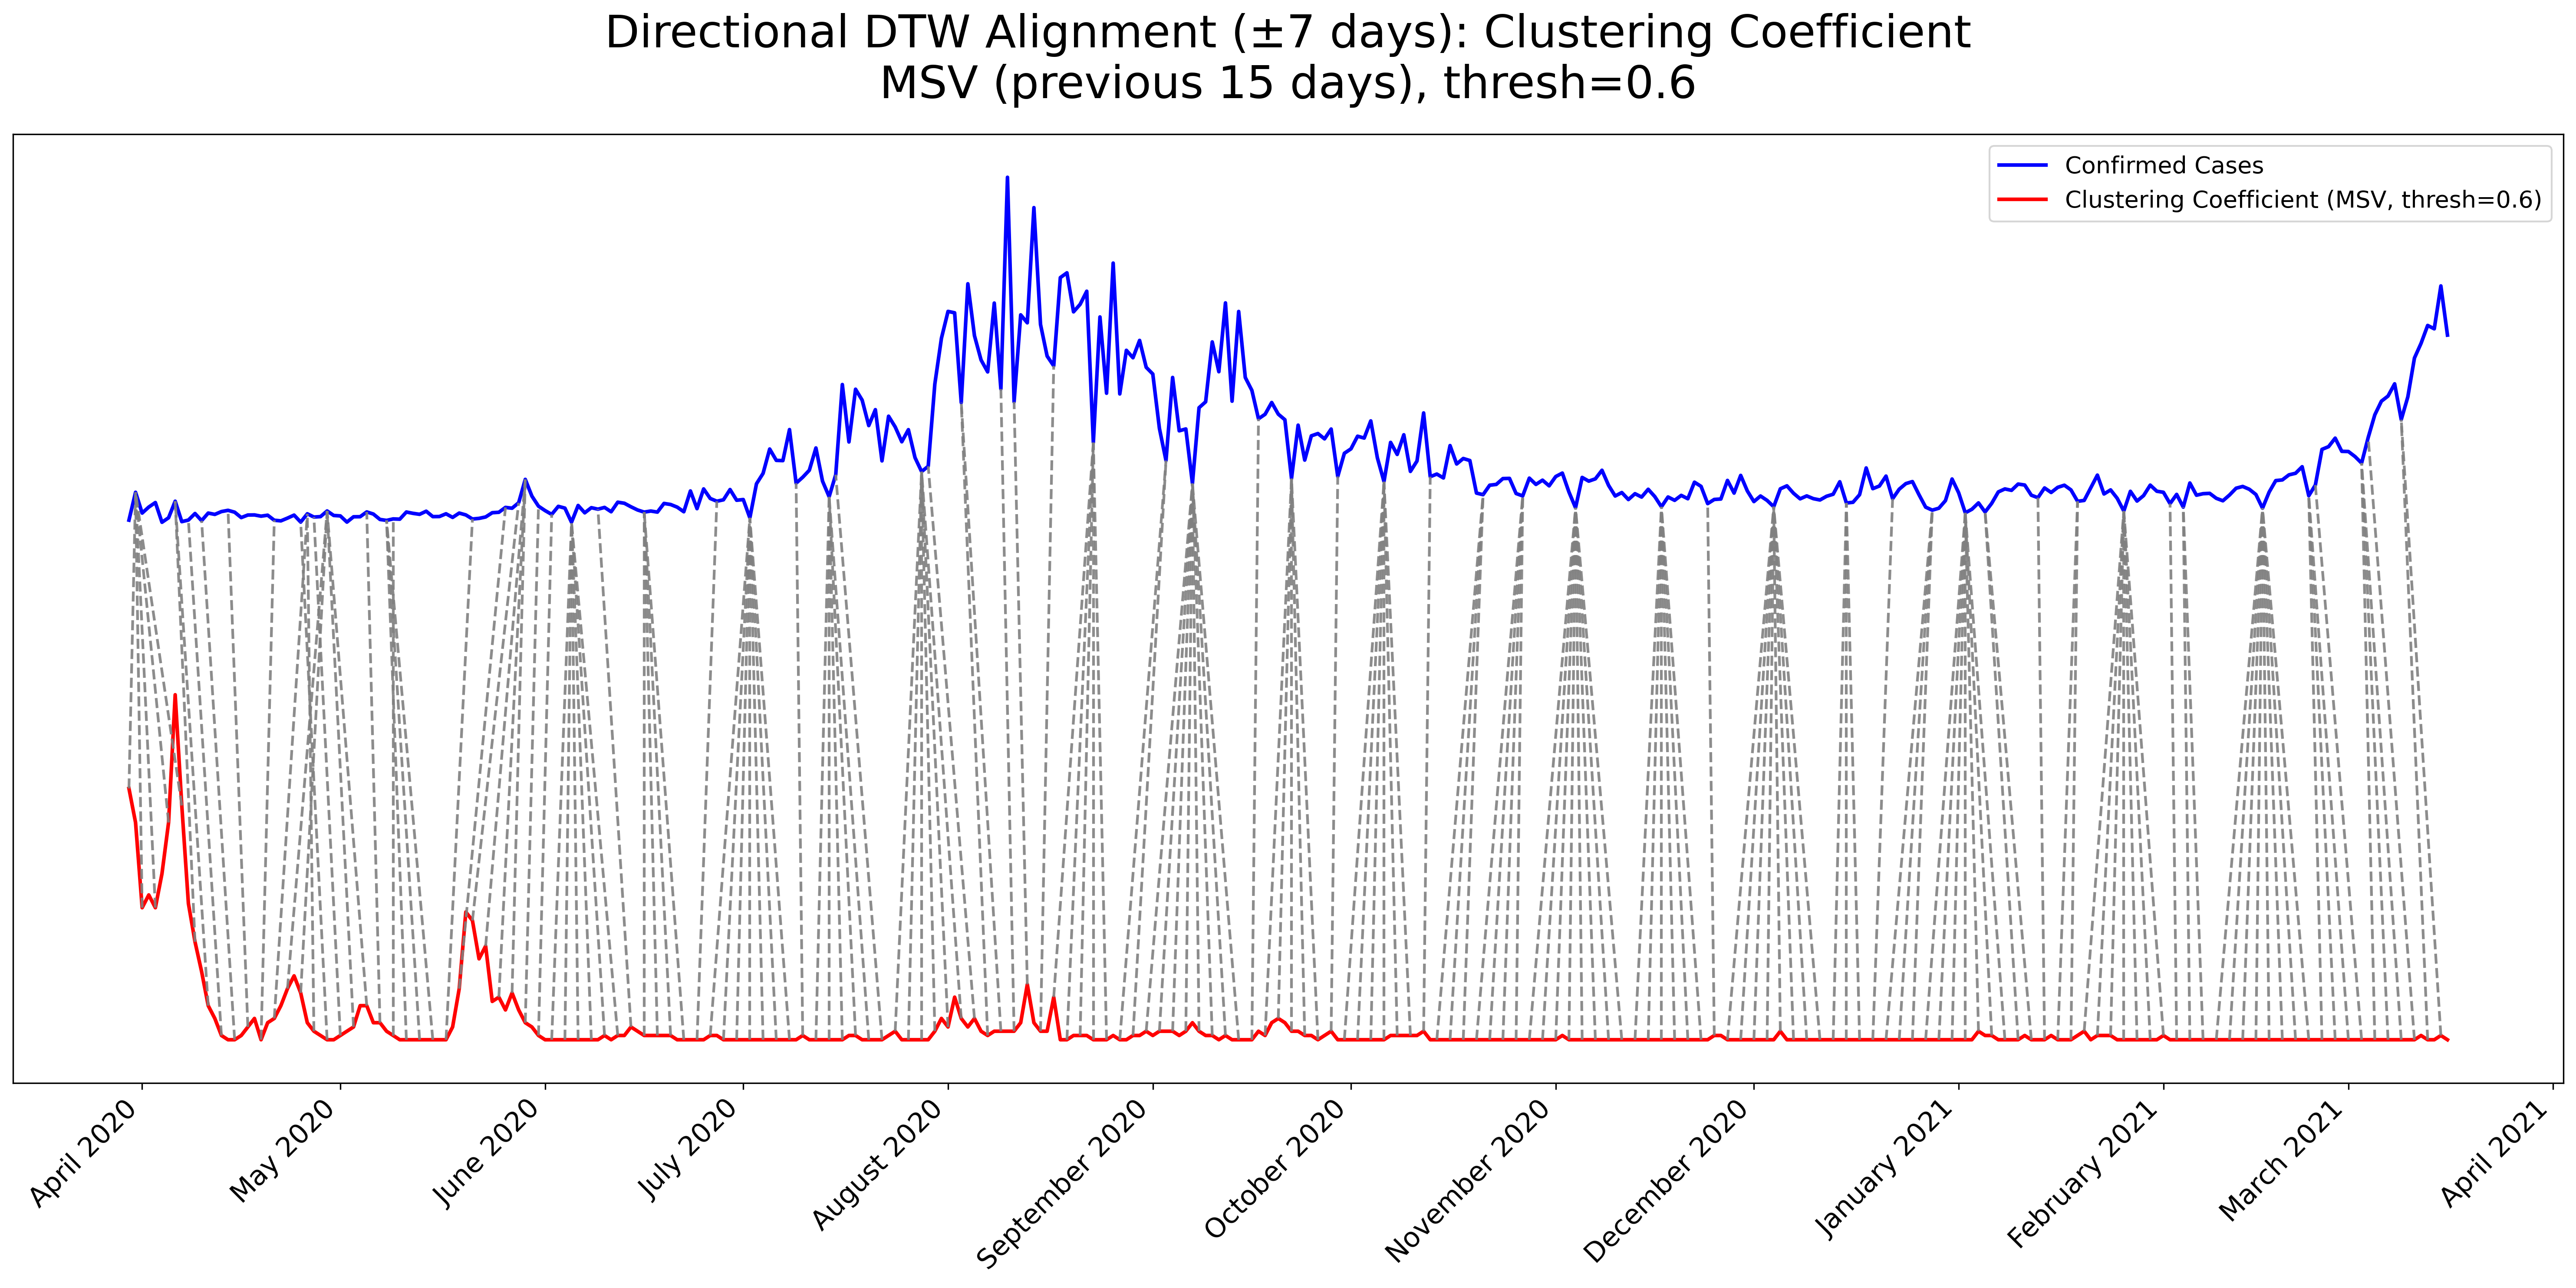 Directional DTW Alignment (±7 days): Clustering Coefficient
MSV (previous 15 days), thresh=0.6
Confirmed Cases
Clustering Coefficient (MSV, thresh=0.6)
April 2020
May 2020
June 2020
July 2020
August 2020
September 2020
October 2020
November 2020
December 2020
January 2021
February 2021
March 2021
April 2021